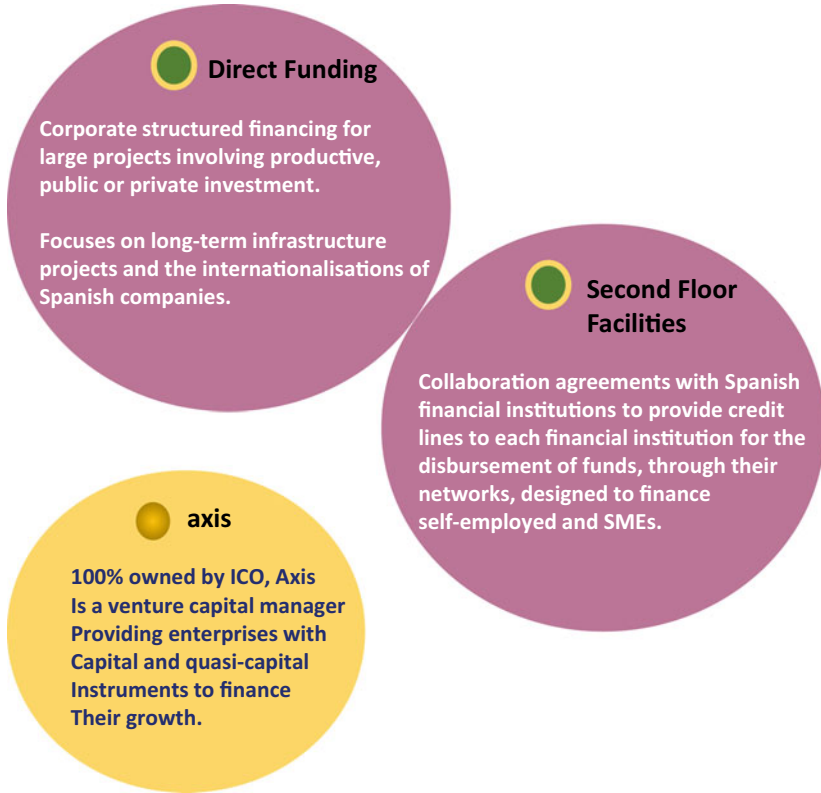 Direct Funding
Corporate structured financing for
large projects involving productive,
public or private investment.
Focuses on long-term infrastructure
projects and the internationalisations of
Spanish companies.
Second Floor
Facilities
Collaboration agreements with Spanish
financial institutions to provide credit
lines to each financial institution for the
disbursement of funds, through their
networks, designed to finance
self-employed and SMEs.
axis
100% owned by ICO, Axis
Is a venture capital manager
Providing enterprises with
Capital and quasi-capital
Instruments to finance
Their growth.